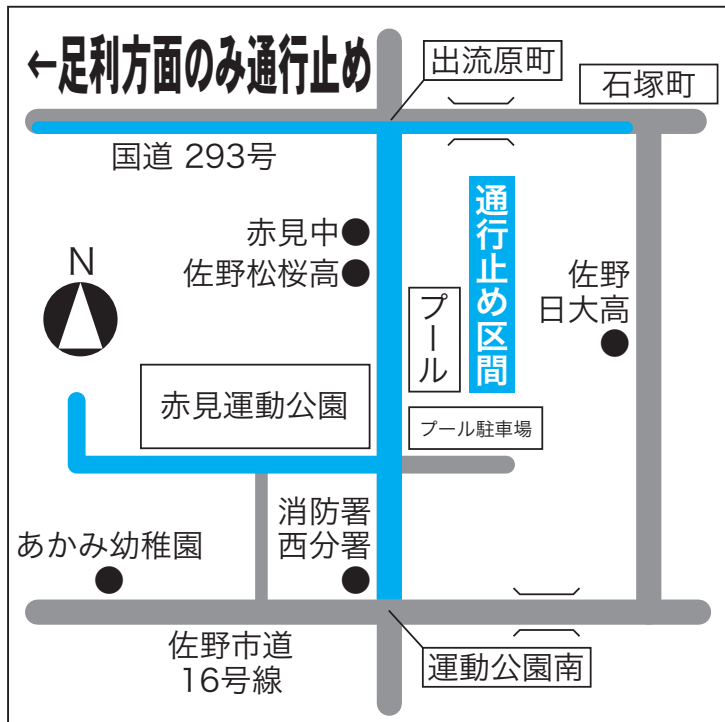 ←足利方面のみ通行止め
出流原町
石塚町
国道 293号
赤見中
佐野松桜高
N
通行止め区間
プール
佐野
日大高
赤見運動公園
プール駐車場
消防署
西分署
あかみ幼稚園
佐野市道
16号線
運動公園南